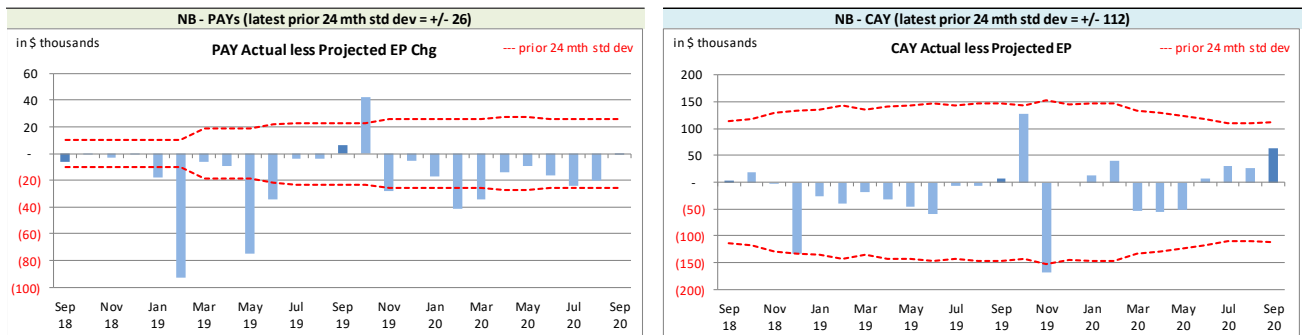 NB - PAYs (latest prior 24 mth std dev = +/- 26)
in $ thousands
PAY Actual less Projected EP Chg
--- prior 24 mth std dev
60
40
20
-
(20)
(40)
(60)
(80)
(100)
Sep Nov Jan Mar May Jul Sep Nov Jan Mar May Jul Sep
18 18 19 19 19 19 19 19 20 20 20 20 20
NB - CAY (latest prior 24 mth std dev = +/- 112)
in $ thousands
CAY Actual less Projected EP
--- prior 24 mth std dev
200
150
100
50
-
(50)
(100)
(150)
(200)
Sep Nov Jan Mar May Jul Sep Nov Jan Mar May Jul Sep
18 18 19 19 19 19 19 19 20 20 20 20 20